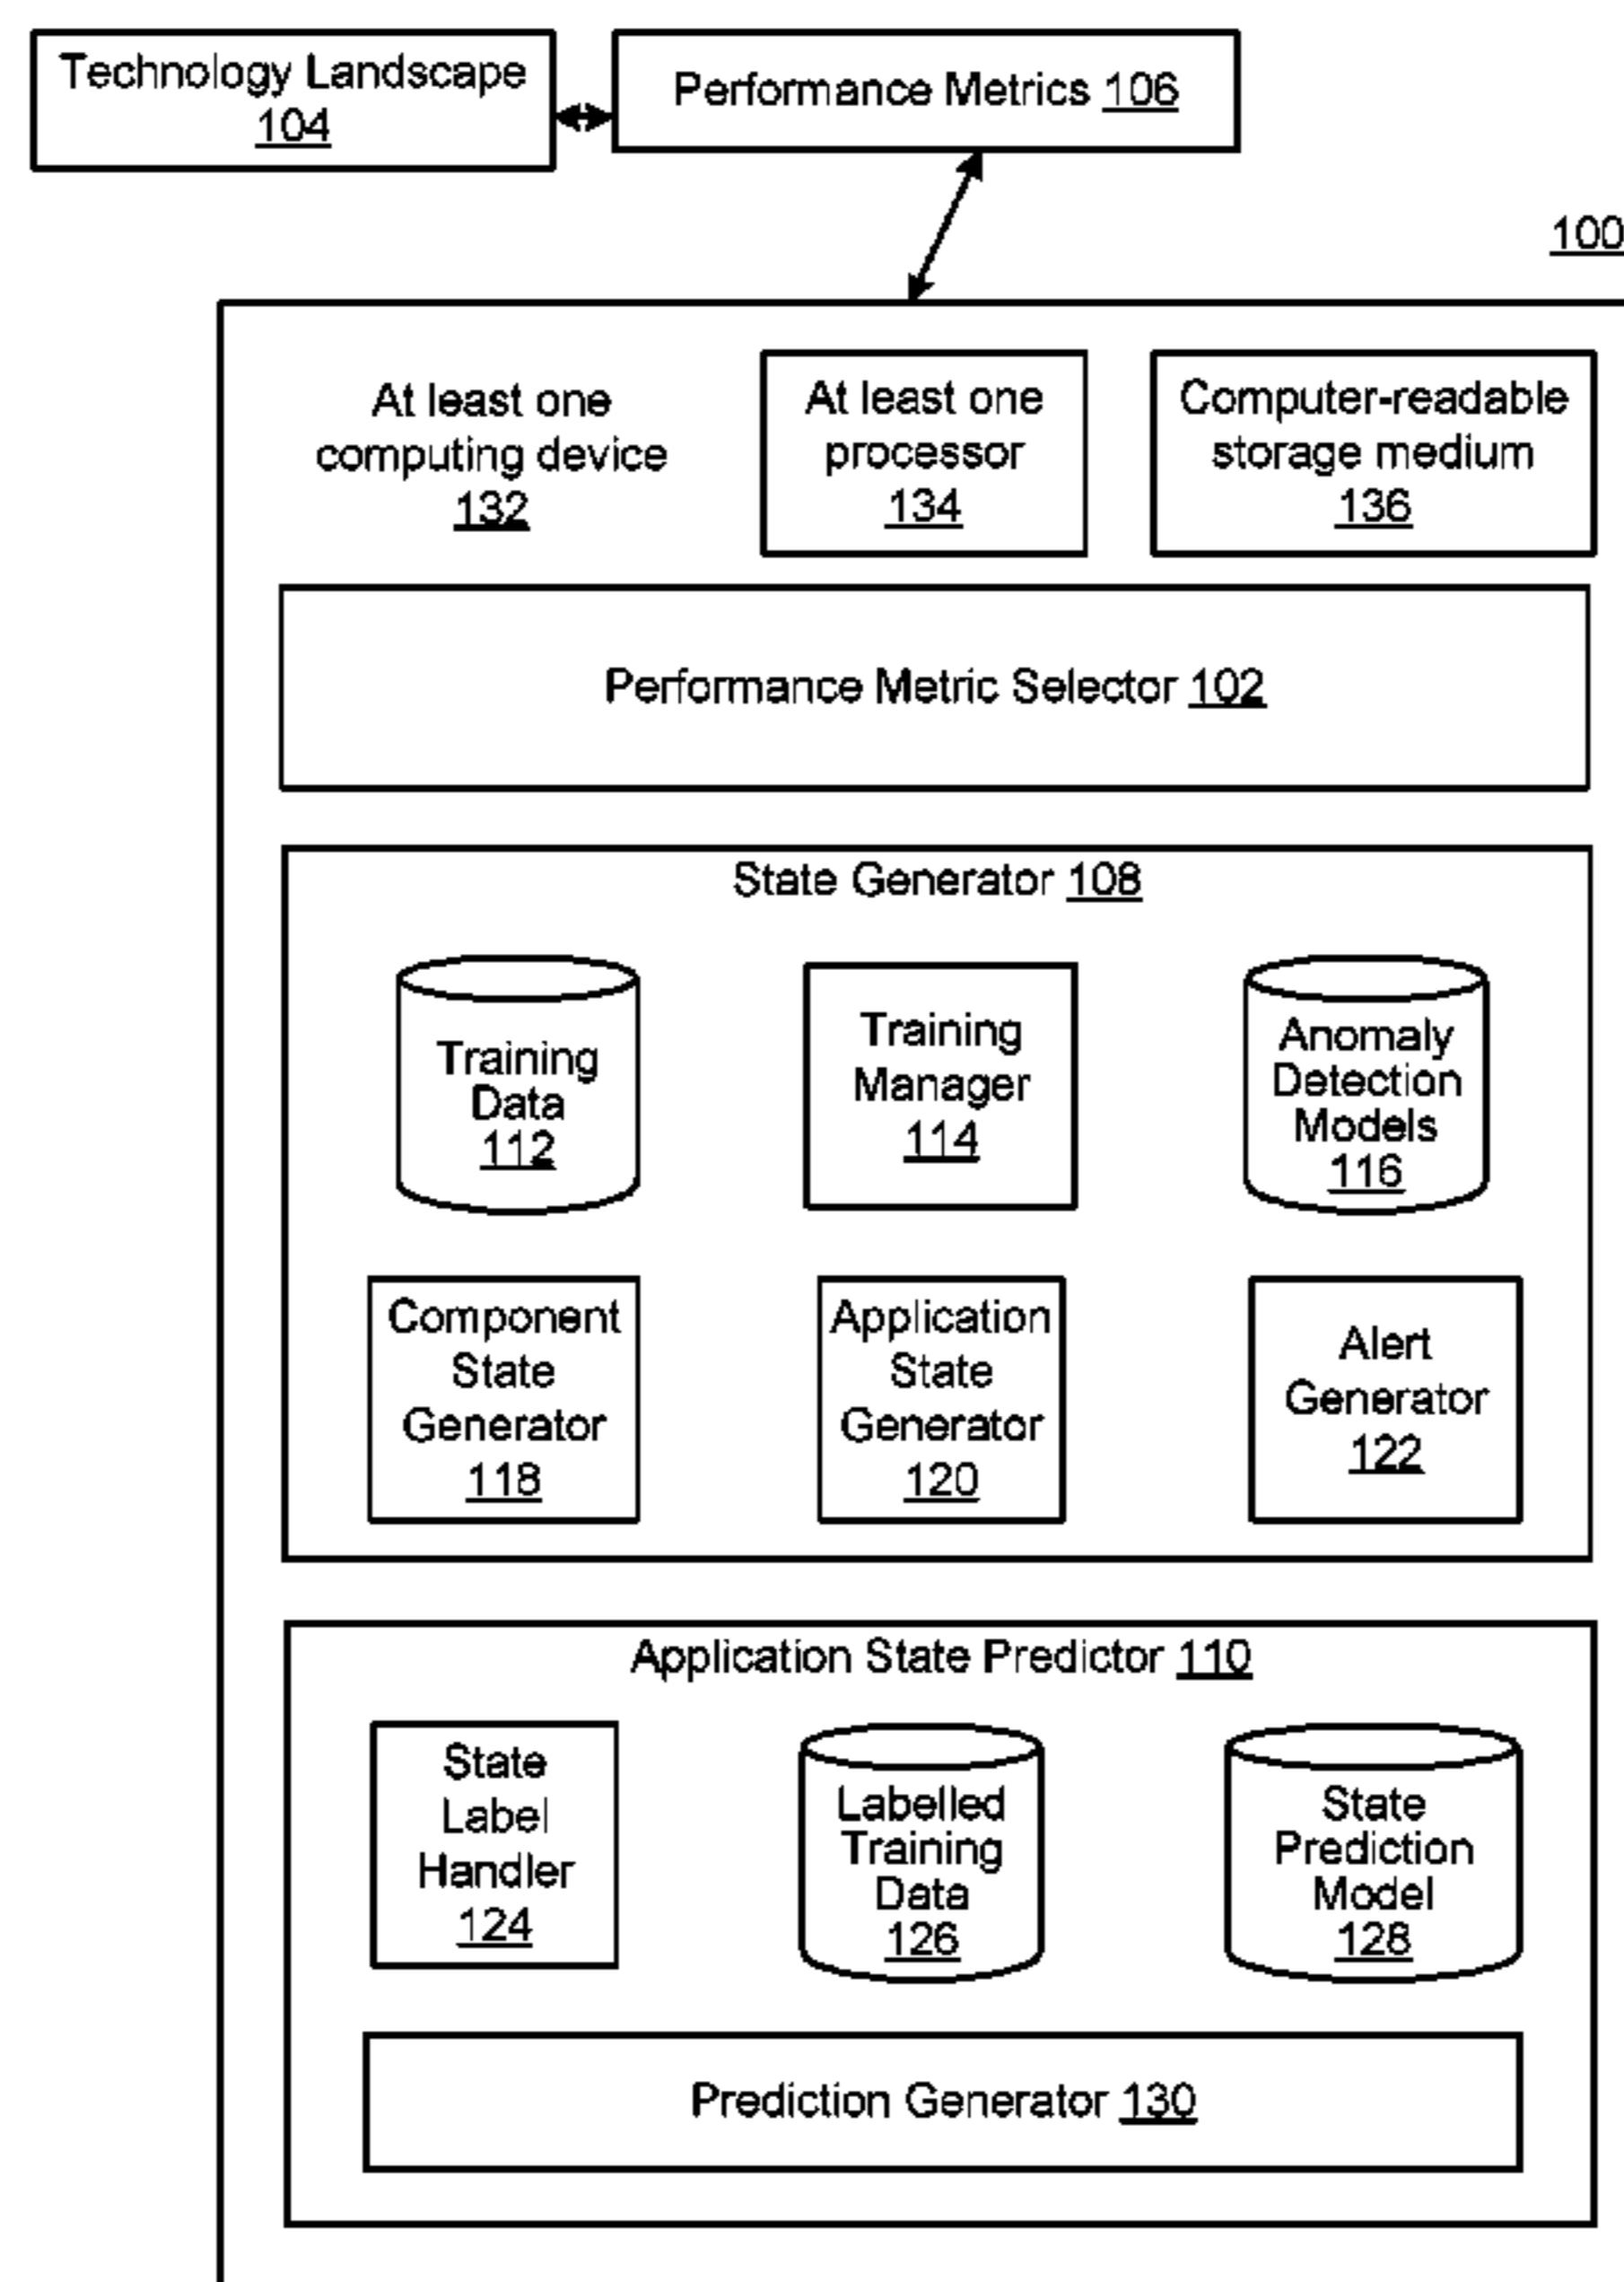 Technology Landscape
104
Performance Metrics 106
100
At least one
computing device
132
At least one
processor
134
Computer-readable
storage medium
136
Performance Metric Selector 102
State Generator 108
Training
Data
112
Training
Manager
114
Anomaly
Detection
Models
116
Component
State
Generator
118
Application
State
Generator
120
Alert
Generator
122
Application State Predictor 110
State
Label
Handler
124
Labelled
Training
Data
126
State
Prediction
Model
128
Prediction Generator 130